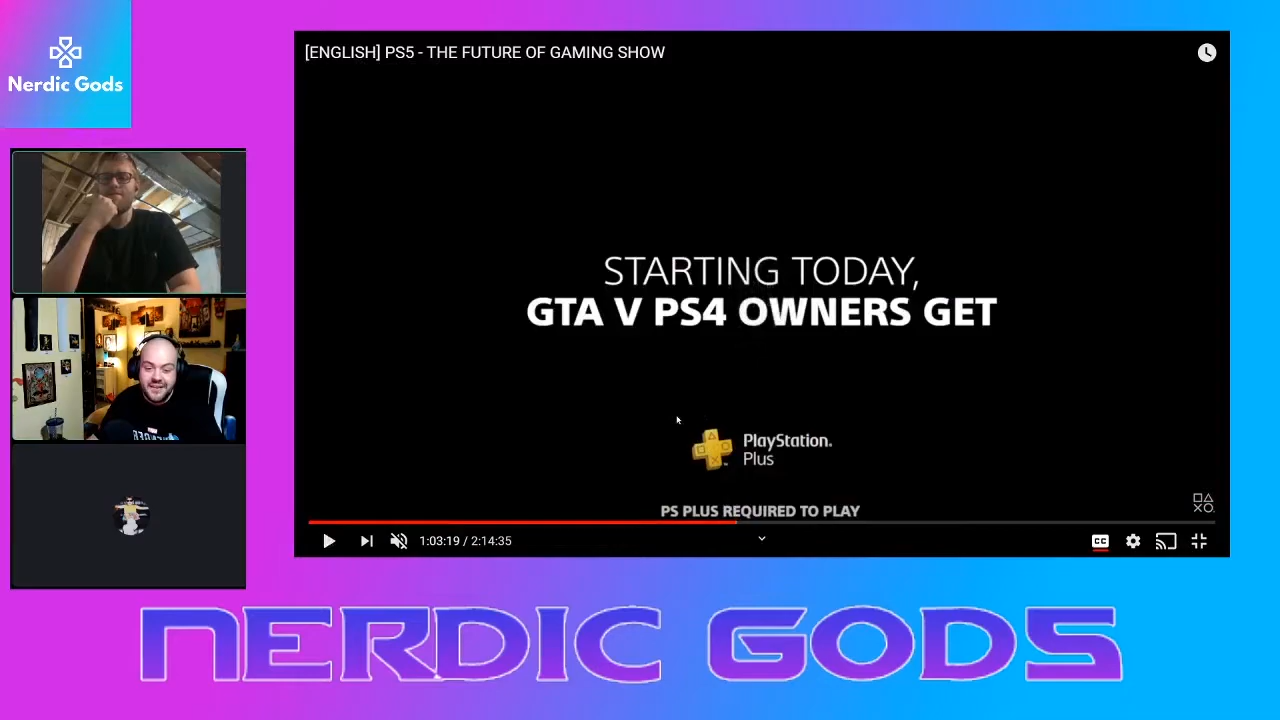 Nerdic Gods
[ENGLISH] PS5 - THE FUTURE OF GAMING SHOW
STARTING TODAY,
GTA V PS4 OWNERS GET
PlayStation.
Plus
PS PLUS REQUIRED TO PLAY
1:03:19 / 2:14:35
CC
NERDIC GODS